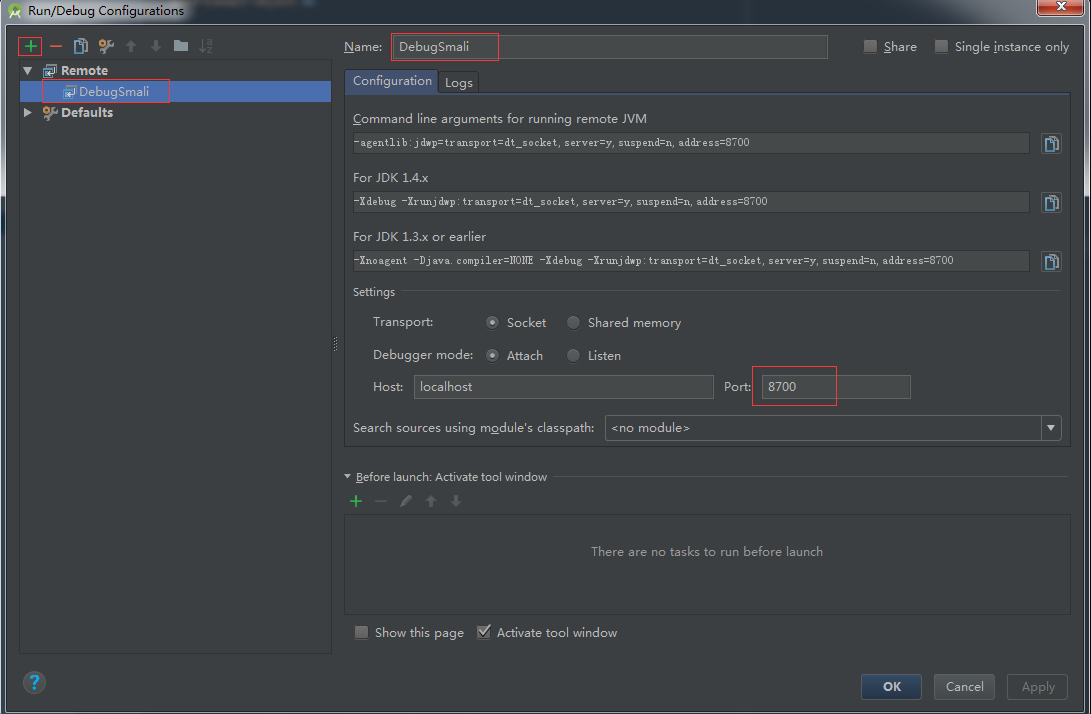 Run/Debug Configurations
Name: DebugSmali
Share
Single instance only
Remote
DebugSmali
Defaults
Configuration
Logs
Command line arguments for running remote JVM
-agentlib:jdwp=transport=dt_socket,server=y,suspend=n,address=8700
For JDK 1.4.x
-Xdebug -Xrunjdwp:transport=dt_socket,server=y,suspend=n,address=8700
For JDK 1.3.x or earlier
-Xnoagent -Djava.compiler=NONE -Xdebug -Xrunjdwp:transport=dt_socket,server=y,suspend=n,address=8700
Settings
Transport: Socket Shared memory
Debugger mode: Attach Listen
Host: localhost Port: 8700
Search sources using module's classpath: <no module>
Before launch: Activate tool window
There are no tasks to run before launch
Show this page Activate tool window
? OK Cancel Apply